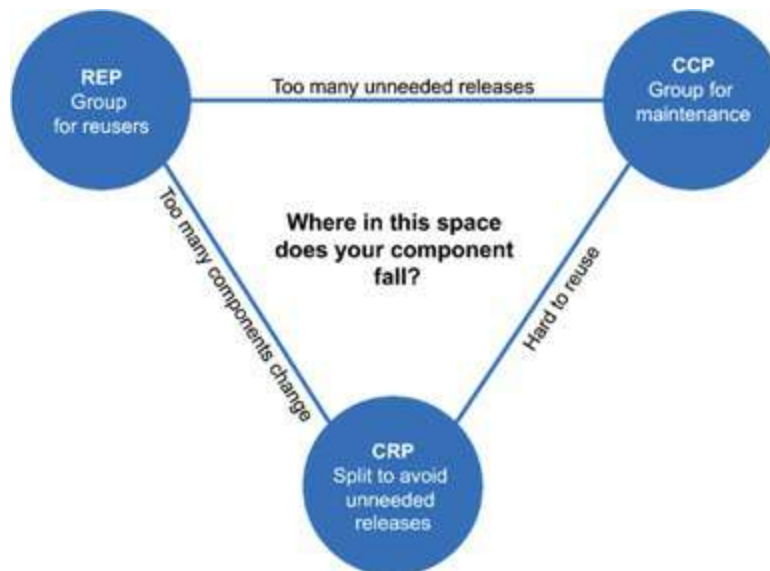 REP
Group
for reusers
Too many unneeded releases
CCP
Group for
maintenance
Too many components change
Where in this space
does your component
fall?
Hard to reuse
CRP
Split to avoid
unneeded
releases